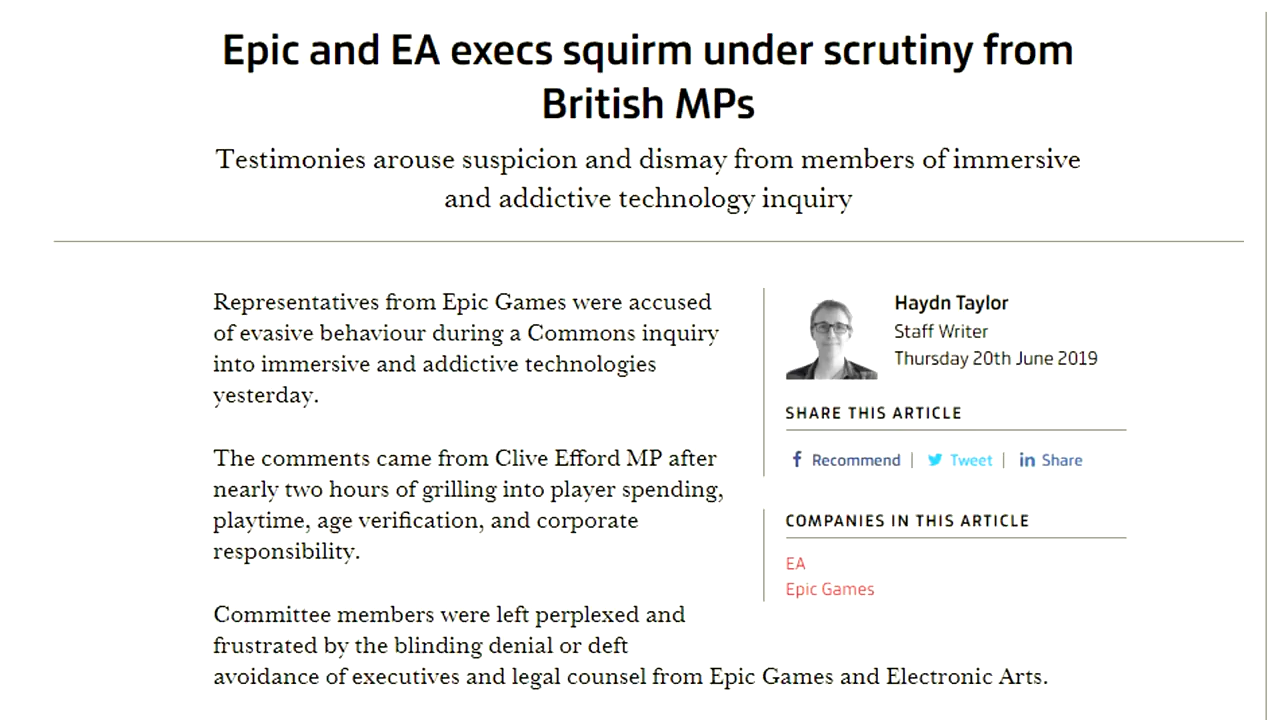 Epic and EA execs squirm under scrutiny from
British MPs
Testimonies arouse suspicion and dismay from members of immersive
and addictive technology inquiry
Representatives from Epic Games were accused
of evasive behaviour during a Commons inquiry
into immersive and addictive technologies
yesterday.
The comments came from Clive Efford MP after
nearly two hours of grilling into player spending,
playtime, age verification, and corporate
responsibility.
Committee members were left perplexed and
frustrated by the blinding denial or deft
avoidance of executives and legal counsel from Epic Games and Electronic Arts.
Haydn Taylor
Staff Writer
Thursday 20th June 2019
SHARE THIS ARTICLE
Recommend | Tweet | in Share
COMPANIES IN THIS ARTICLE
EA
Epic Games